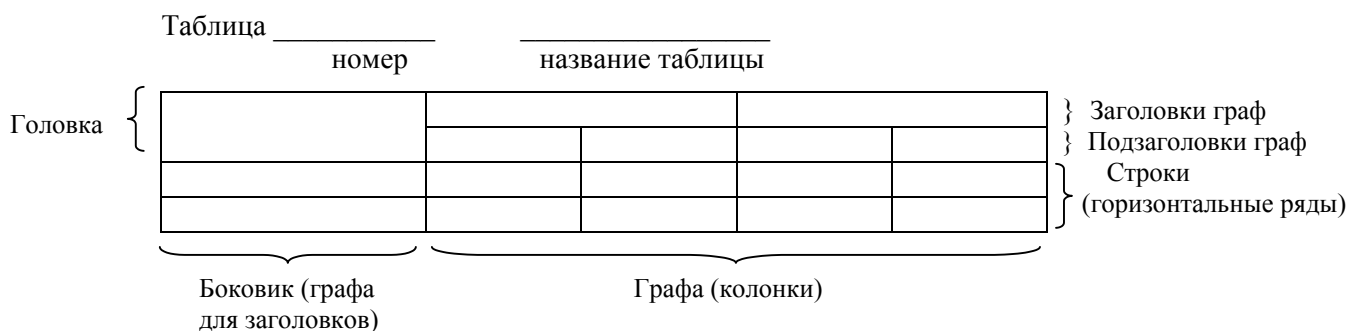 Таблица ___________ _________________
номер название таблицы
Головка
Заголовки граф
Подзаголовки граф
Строки
(горизонтальные ряды)
Боковик (графа
для заголовков)
Графа (колонки)